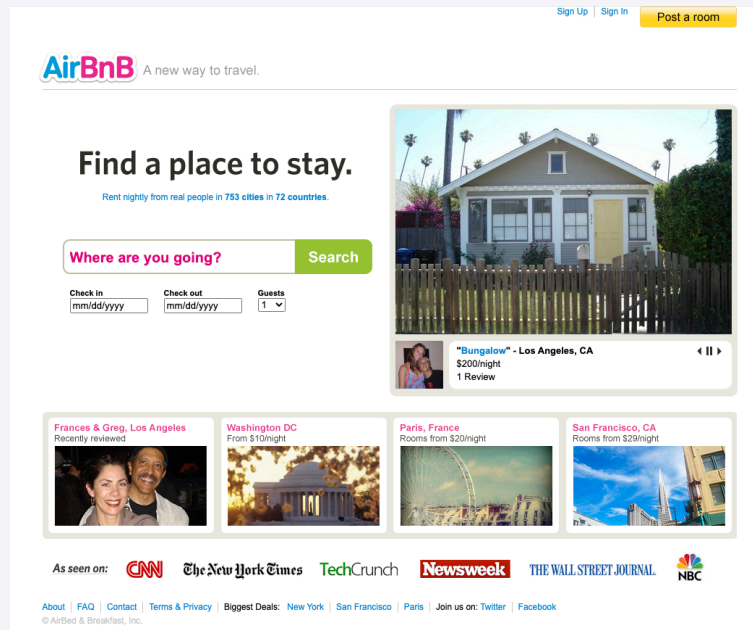 Sign Up | Sign In
Post a room
AirBnB A new way to travel.
Find a place to stay.
Rent nightly from real people in 753 cities in 72 countries.
Where are you going?
Search
Check in
Check out
Guests
mm/dd/yyyy
mm/dd/yyyy
1
"Bungalow" - Los Angeles, CA
$200/night
1 Review
Frances & Greg, Los Angeles
Recently reviewed
Washington DC
From $10/night
Paris, France
Rooms from $20/night
San Francisco, CA
Rooms from $29/night
As seen on: CNN The New York Times TechCrunch Newsweek THE WALL STREET JOURNAL. NBC
About | FAQ | Contact | Terms & Privacy | Biggest Deals: New York | San Francisco | Paris | Join us on: Twitter | Facebook
© AirBed & Breakfast, Inc.